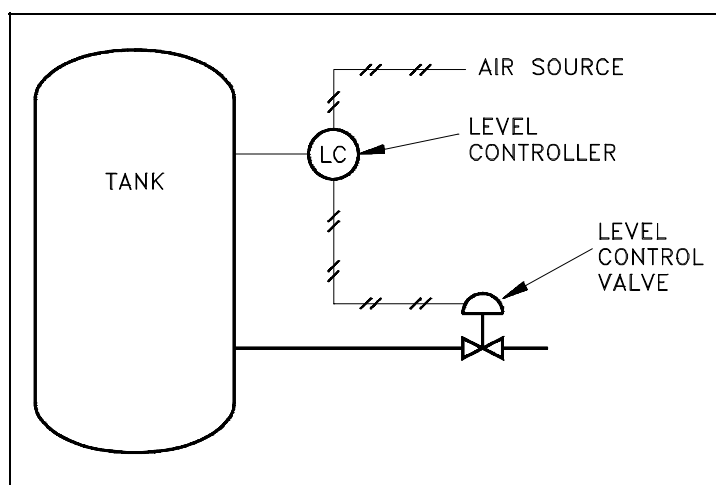 AIR SOURCE
LEVEL
CONTROLLER
LC
TANK
LEVEL
CONTROL
VALVE